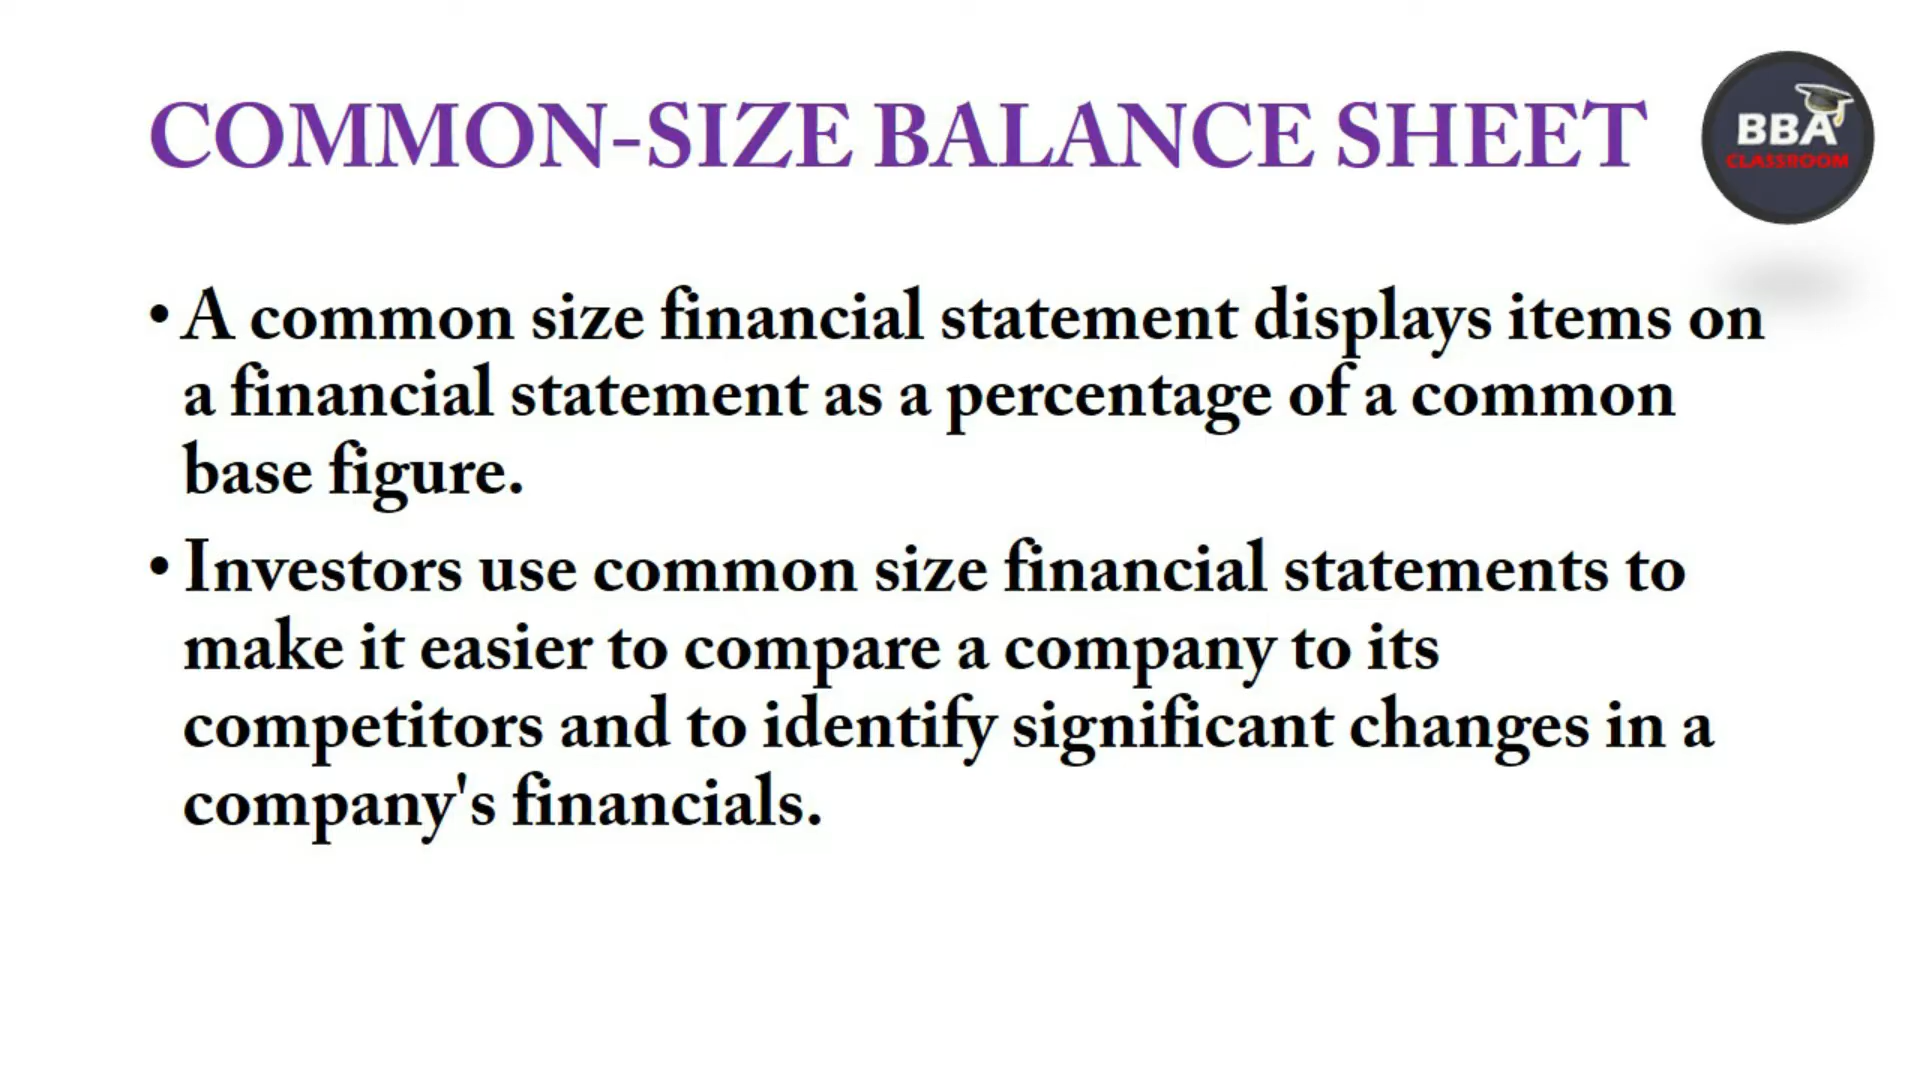 COMMON-SIZE BALANCE SHEET
BBA
CLASSROOM
• A common size financial statement displays items on
a financial statement as a percentage of a common
base figure.
• Investors use common size financial statements to
make it easier to compare a company to its
competitors and to identify significant changes in a
company's financials.